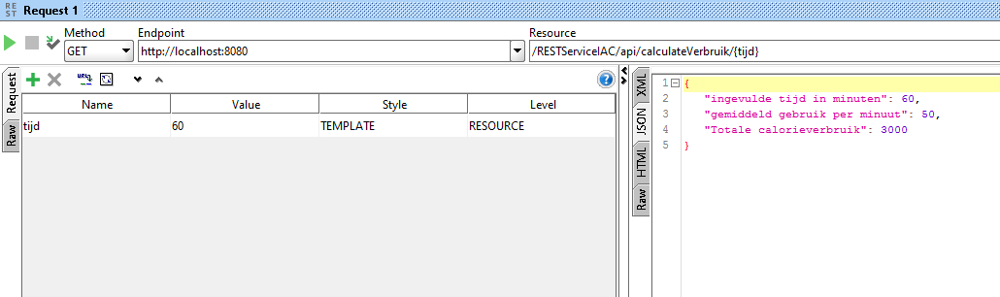 REST Request 1
Method Endpoint Resource
GET http://localhost:8080 /RESTServiceIAC/api/calculateVerbruik/{tijd}
Request
Raw
Name Value Style Level
tijd 60 TEMPLATE RESOURCE
XML
JSON
HTML
Raw
1 {
2 "ingevulde tijd in minuten": 60,
3 "gemiddeld gebruik per minuut": 50,
4 "Totale calorieverbruik": 3000
5 }